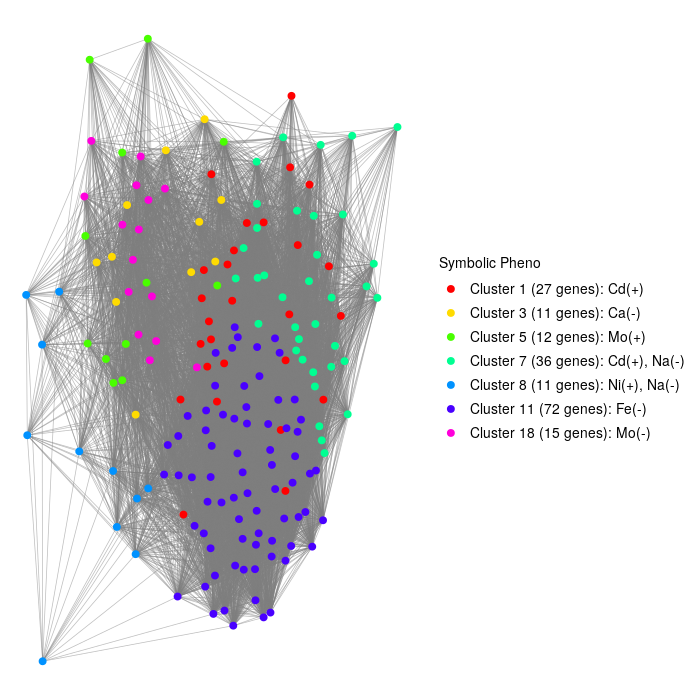 Symbolic Pheno
Cluster 1 (27 genes): Cd(+)
Cluster 3 (11 genes): Ca(-)
Cluster 5 (12 genes): Mo(+)
Cluster 7 (36 genes): Cd(+), Na(-)
Cluster 8 (11 genes): Ni(+), Na(-)
Cluster 11 (72 genes): Fe(-)
Cluster 18 (15 genes): Mo(-)